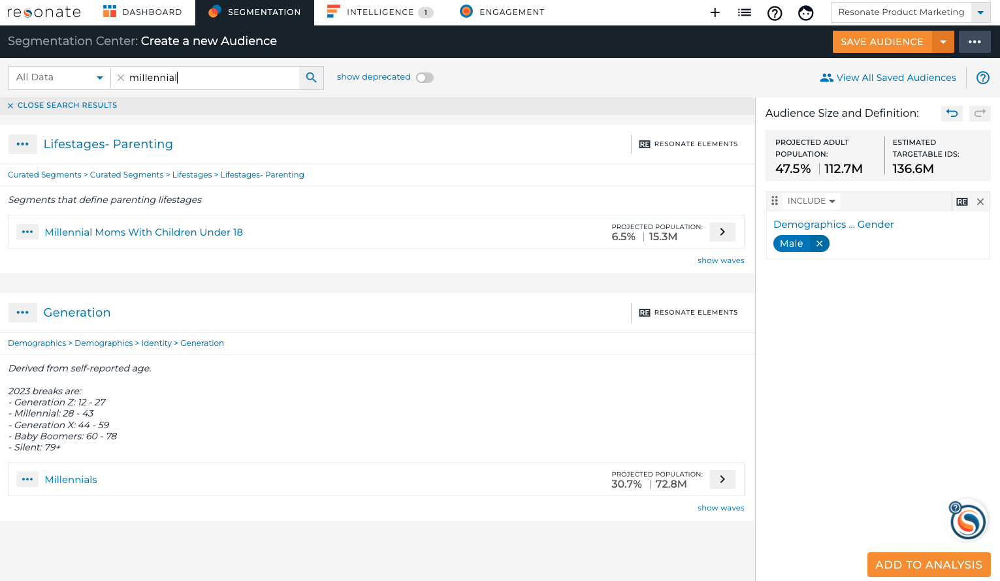 resonate
DASHBOARD
SEGMENTATION
INTELLIGENCE 1
ENGAGEMENT
Resonate Product Marketing
Segmentation Center: Create a new Audience
SAVE AUDIENCE
All Data
millennial
show deprecated
View All Saved Audiences
CLOSE SEARCH RESULTS
Lifestages- Parenting
RE RESONATE ELEMENTS
Curated Segments > Curated Segments > Lifestages > Lifestages- Parenting
Segments that define parenting lifestages
Millennial Moms With Children Under 18
PROJECTED POPULATION:
6.5% | 15.3M
show waves
Generation
RE RESONATE ELEMENTS
Demographics > Demographics > Identity > Generation
Derived from self-reported age.
2023 breaks are:
- Generation Z: 12 - 27
- Millennial: 28 - 43
- Generation X: 44 - 59
- Baby Boomers: 60 - 78
- Silent: 79+
Millennials
PROJECTED POPULATION:
30.7% | 72.8M
show waves
Audience Size and Definition:
PROJECTED ADULT
POPULATION:
47.5% | 112.7M
ESTIMATED
TARGETABLE IDS:
136.6M
INCLUDE
RE
Demographics ... Gender
Male
ADD TO ANALYSIS